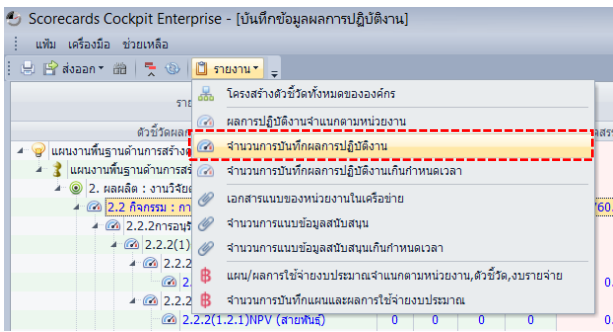 Scorecards Cockpit Enterprise - [บันทึกข้อมูลผลการปฏิบัติงาน]
แฟ้ม เครื่องมือ ช่วยเหลือ
ส่งออก รายงาน
โครงสร้างตัวชี้วัดทั้งหมดขององค์กร
ผลการปฏิบัติงานจำแนกตามหน่วยงาน
จำนวนการบันทึกผลการปฏิบัติงาน
จำนวนการบันทึกผลการปฏิบัติงานเกินกำหนดเวลา
เอกสารแนบของหน่วยงานในเครือข่าย
จำนวนการแนบข้อมูลสนับสนุน
จำนวนการแนบข้อมูลสนับสนุนเกินกำหนดเวลา
แผน/ผลการใช้จ่ายงบประมาณจำแนกตามหน่วยงาน,ตัวชี้วัด,งบรายจ่าย
จำนวนการบันทึกแผนและผลการใช้จ่ายงบประมาณ
ราย
ตัวชี้วัดผล
แผนงานพื้นฐานด้านการสร้าง
แผนงานพื้นฐานด้านการส
2. ผลผลิต : งานวิจัย
2.2 กิจกรรม : กา
60.
2.2.2การอนุรั
2.2.2(1)
2.2.2
2.
0.
2.2.2
0.
2.2.2(1.2.1)NPV (สายพันธุ์) 0 0 0 0 0.